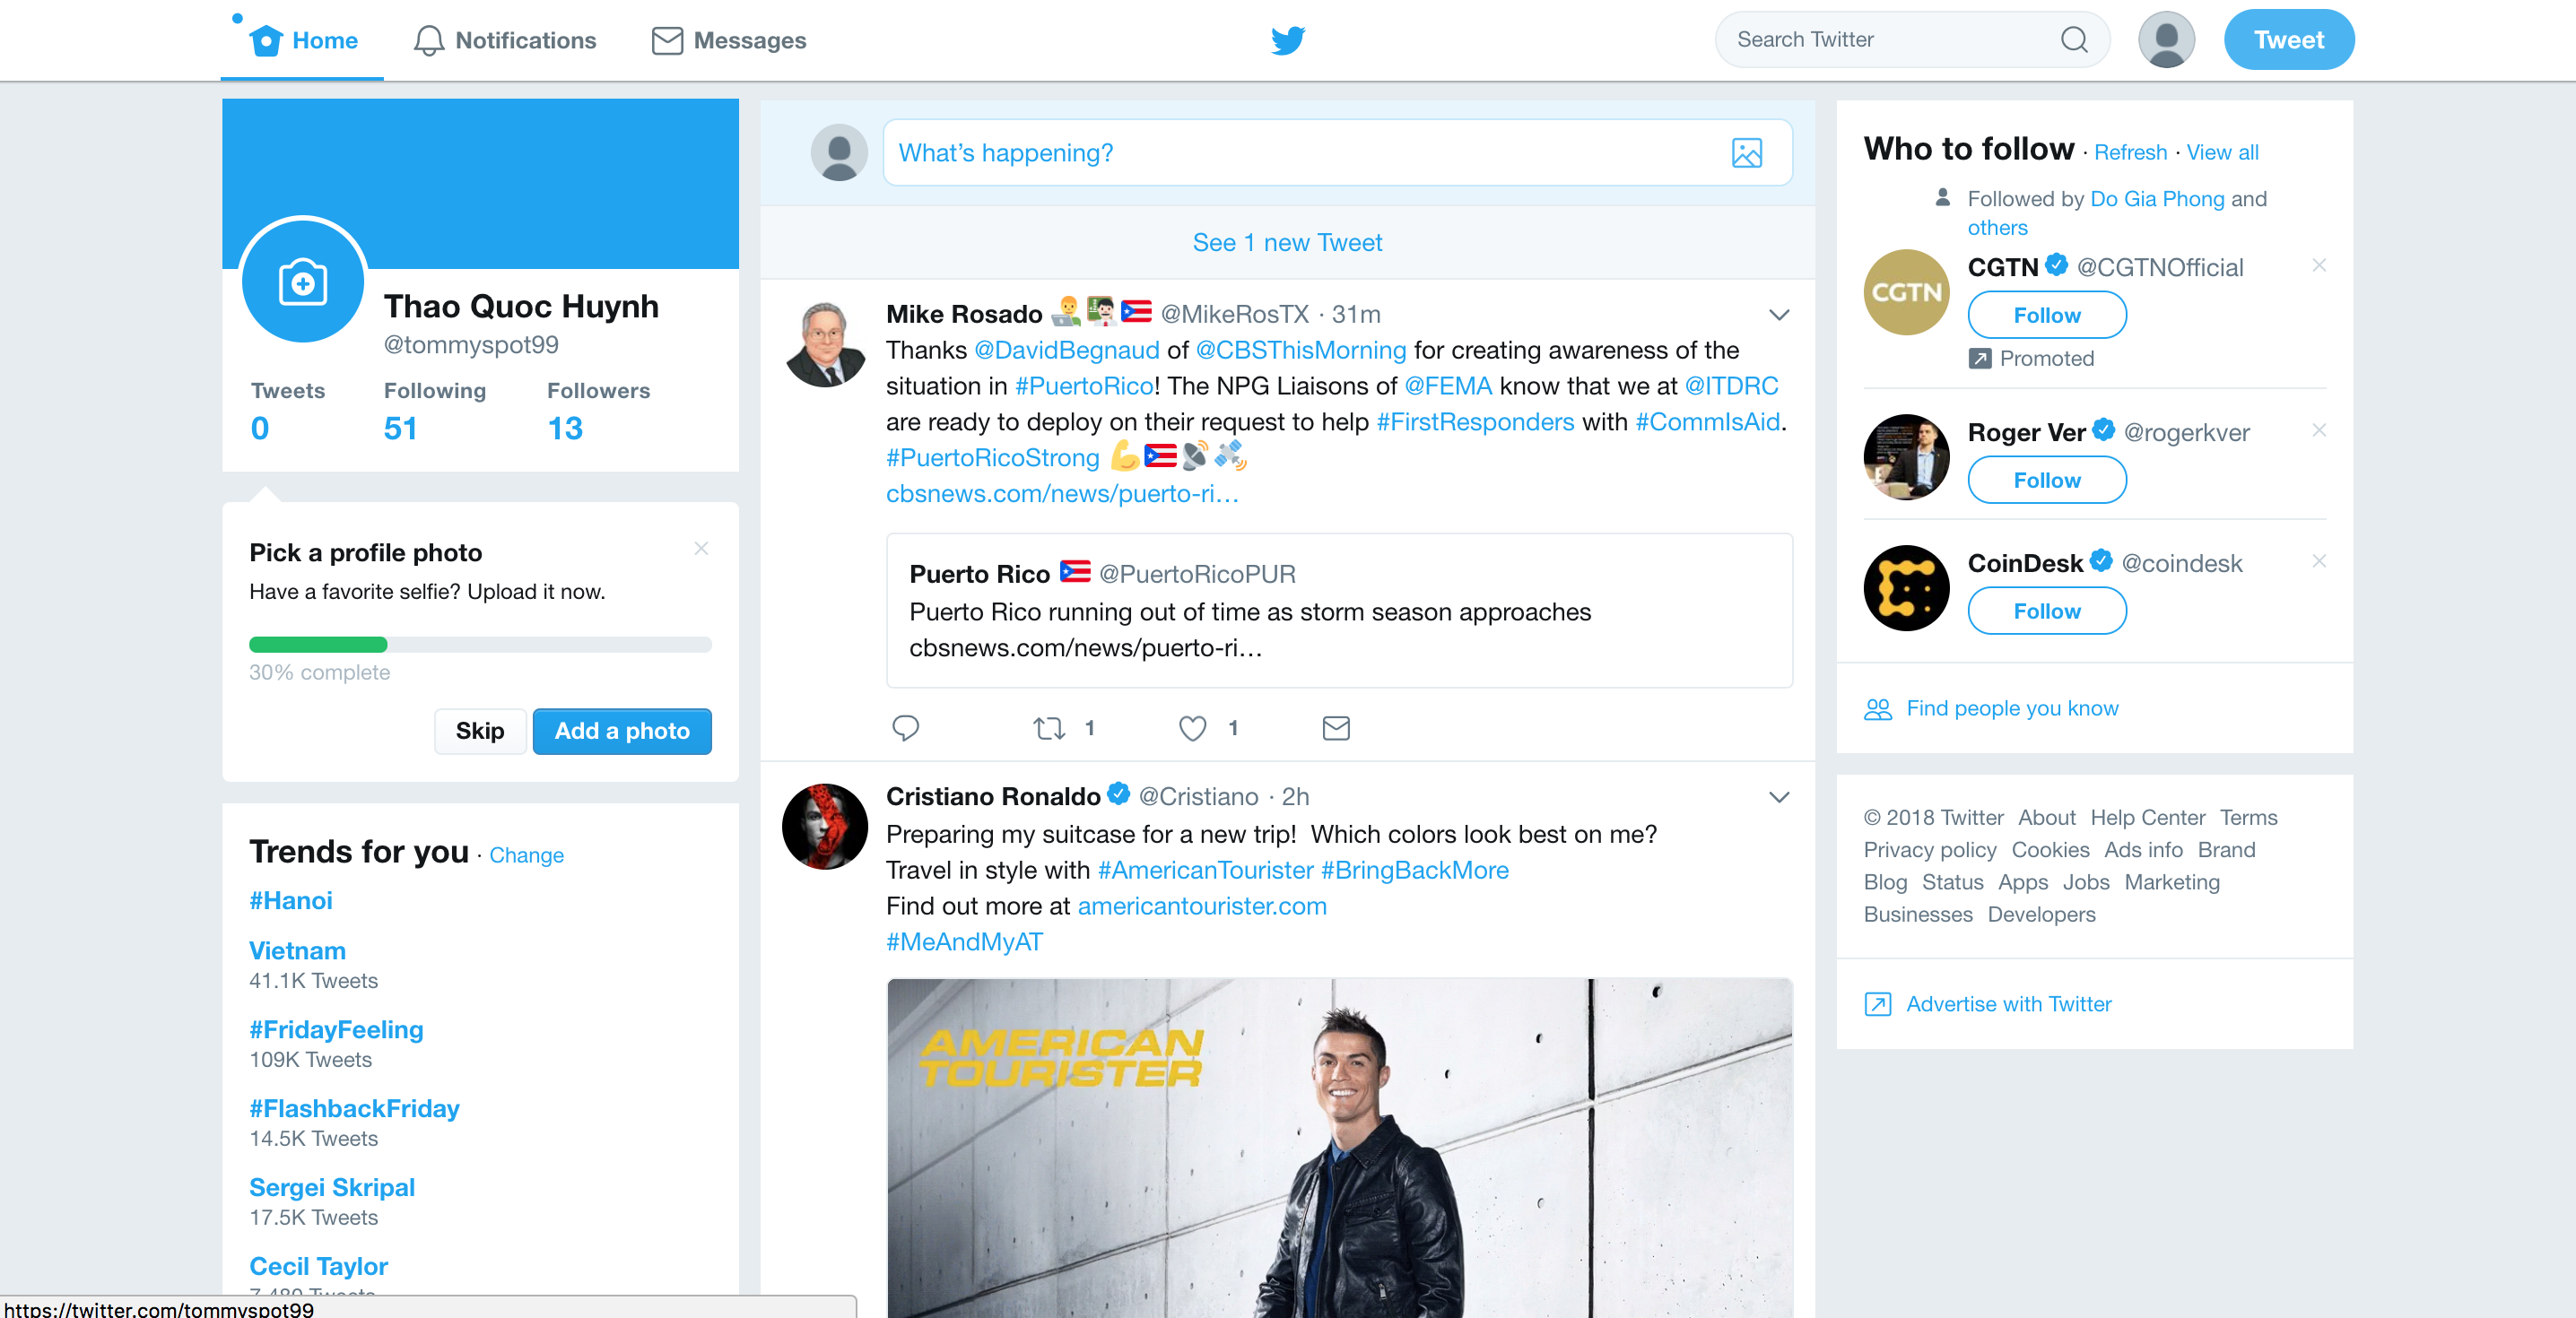 Home
Notifications
Messages
Search Twitter
Tweet
Thao Quoc Huynh
@tommyspot99
Tweets Following Followers
0 51 13
Pick a profile photo
Have a favorite selfie? Upload it now.
30% complete
Skip
Add a photo
Trends for you · Change
#Hanoi
Vietnam
41.1K Tweets
#FridayFeeling
109K Tweets
#FlashbackFriday
14.5K Tweets
Sergei Skripal
17.5K Tweets
Cecil Taylor
7,480 Tweets
https://twitter.com/tommyspot99
What's happening?
See 1 new Tweet
Mike Rosado 👨‍💻👨‍🏫🇵🇷 @MikeRosTX · 31m
Thanks @DavidBegnaud of @CBSThisMorning for creating awareness of the
situation in #PuertoRico! The NPG Liaisons of @FEMA know that we at @ITDRC
are ready to deploy on their request to help #FirstResponders with #CommIsAid.
#PuertoRicoStrong 💪🇵🇷📡🛰
cbsnews.com/news/puerto-ri…
Puerto Rico 🇵🇷 @PuertoRicoPUR
Puerto Rico running out of time as storm season approaches
cbsnews.com/news/puerto-ri…
1 1
Cristiano Ronaldo @Cristiano · 2h
Preparing my suitcase for a new trip!  Which colors look best on me?
Travel in style with #AmericanTourister #BringBackMore
Find out more at americantourister.com
#MeAndMyAT
AMERICAN
TOURISTER
Who to follow · Refresh · View all
Followed by Do Gia Phong and
others
CGTN
CGTN @CGTNOfficial
Follow
Promoted
Roger Ver @rogerkver
Follow
CoinDesk @coindesk
Follow
Find people you know
© 2018 Twitter About Help Center Terms
Privacy policy Cookies Ads info Brand
Blog Status Apps Jobs Marketing
Businesses Developers
Advertise with Twitter